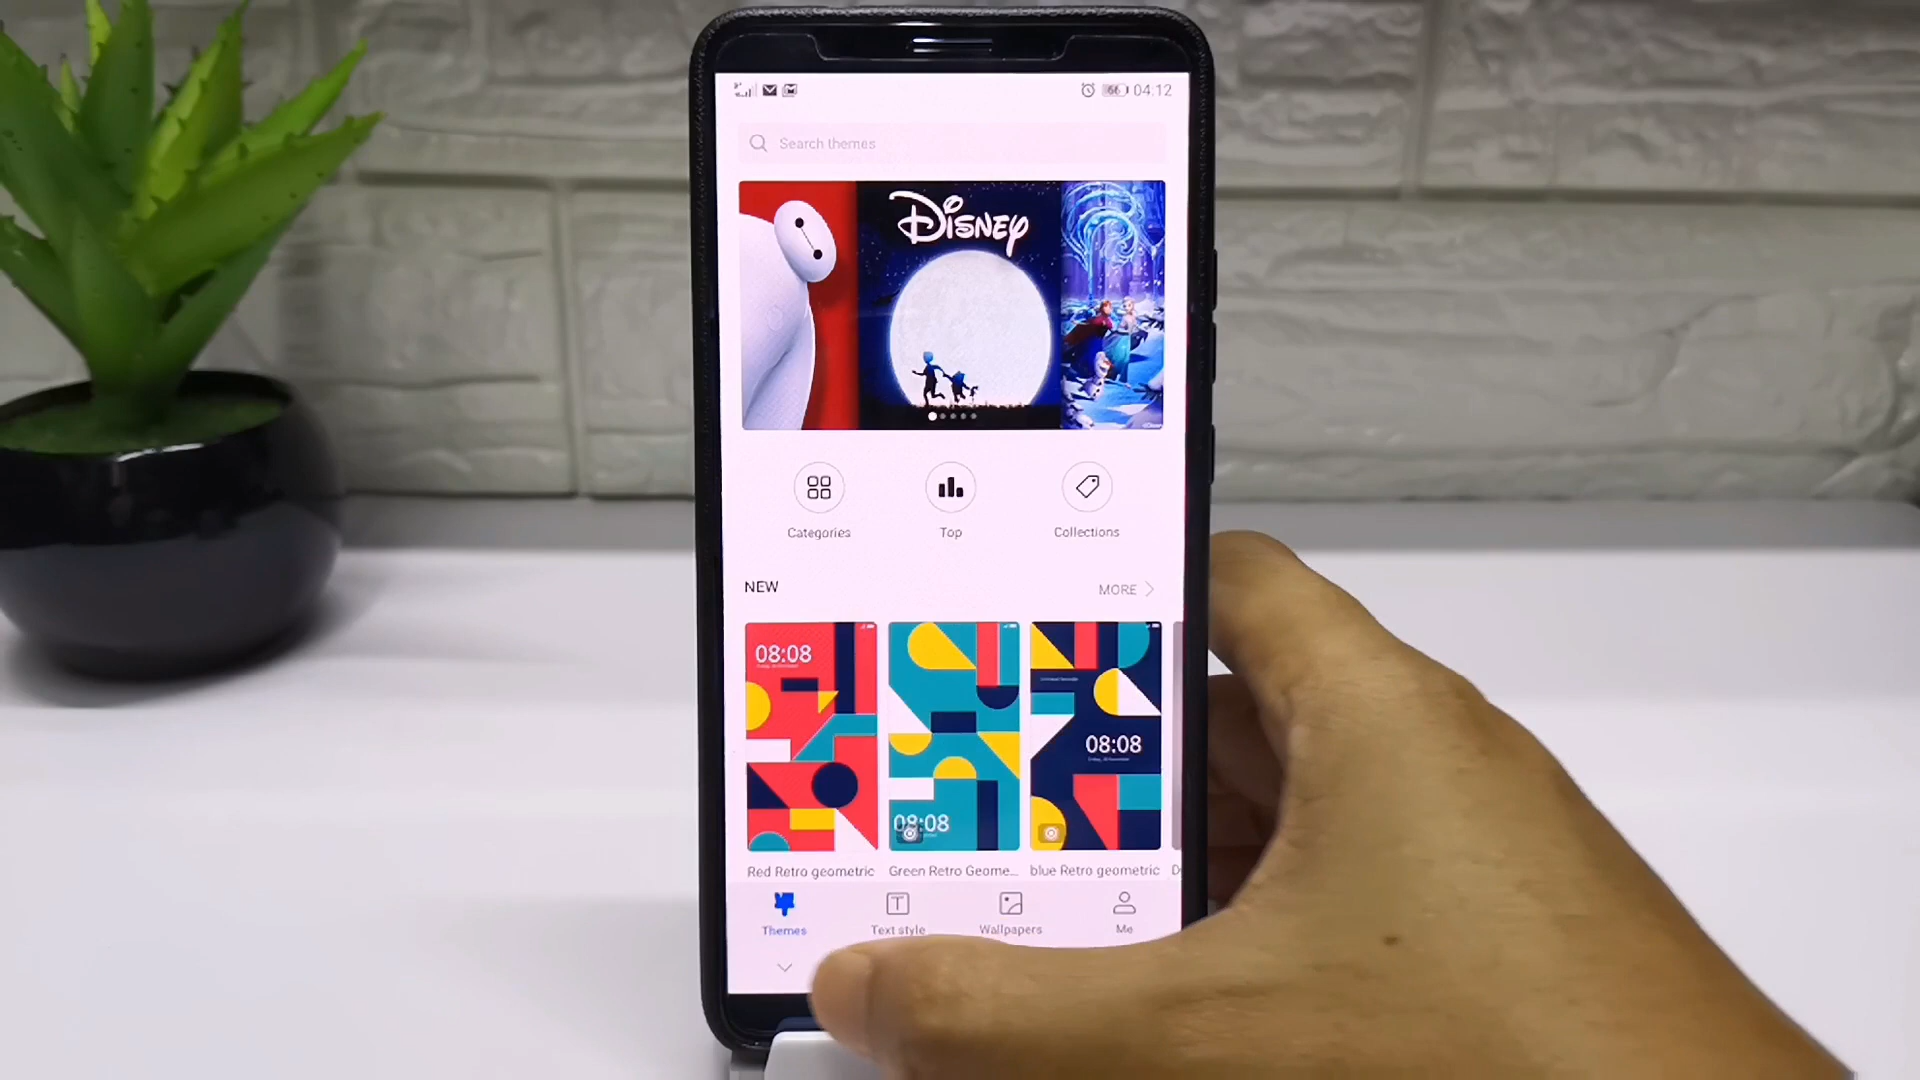 66 04:12
Search themes
DISNEY
Categories
Top
Collections
NEW
MORE
08:08
08:08
08:08
Red Retro geometric
Green Retro Geome...
blue Retro geometric
D
Themes
Text style
Wallpapers
Me